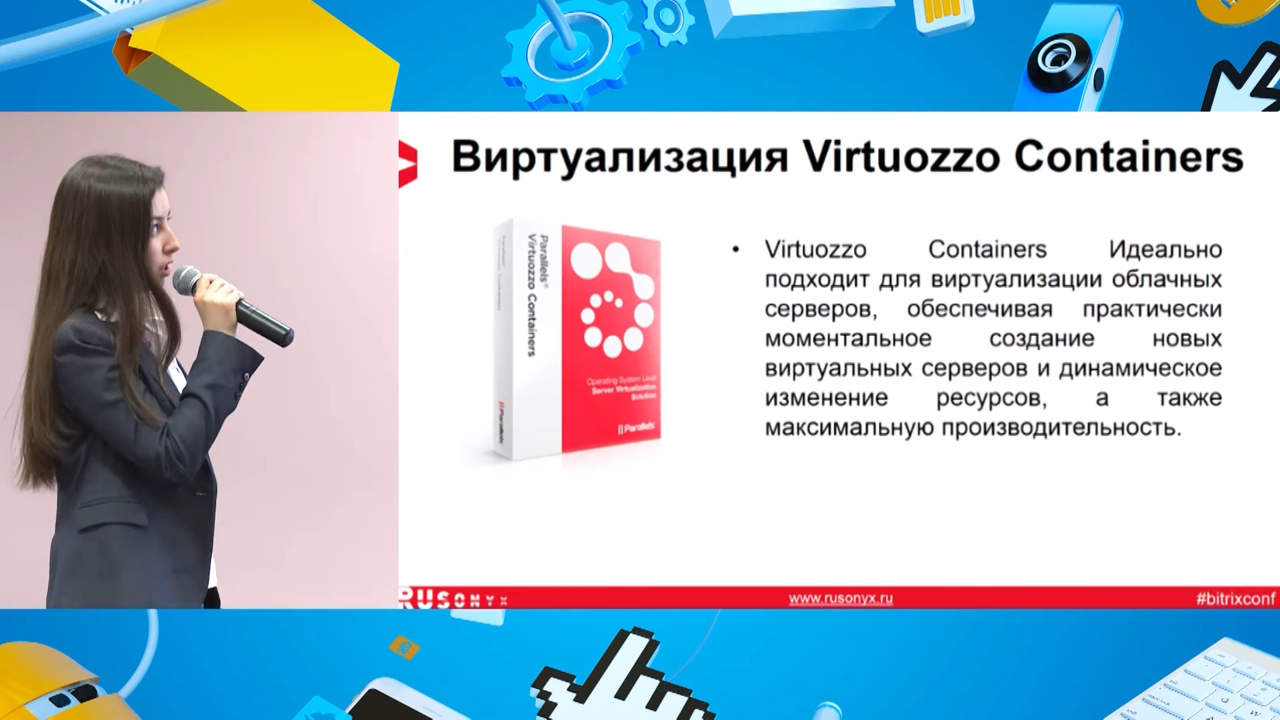 Виртуализация Virtuozzo Containers
Parallels®
Virtuozzo Containers
Operating System Level
Server Virtualization
Solution
Parallels
Parallels
• Virtuozzo Containers Идеально
подходит для виртуализации облачных
серверов, обеспечивая практически
моментальное создание новых
виртуальных серверов и динамическое
изменение ресурсов, а также
максимальную производительность.
RUSONYX
www.rusonyx.ru
#bitrixconf